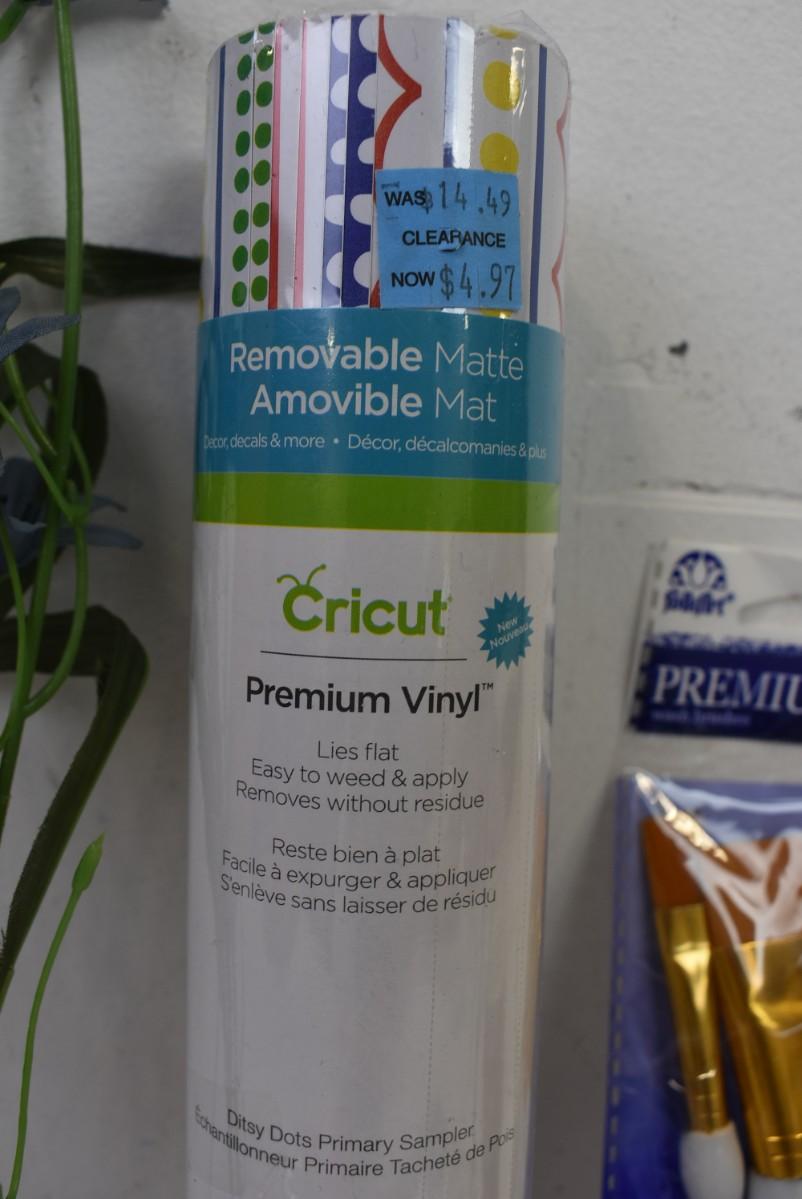 WAS $14.49
CLEARANCE
NOW $4.97
Removable Matte
Amovible Mat
Decor, decals & more • Décor, décalcomanies & plus
Cricut
New
Nouveau
Premium Vinyl™
Lies flat
Easy to weed & apply
Removes without residue
Reste bien à plat
Facile à expurger & appliquer
S'enlève sans laisser de résidu
Ditsy Dots Primary Sampler
Échantillonneur Primaire Tacheté de Pois
PREMIU